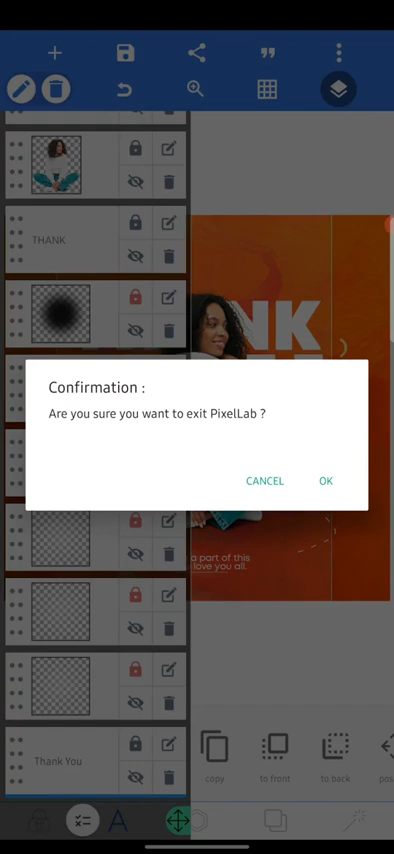 THANK
NK
Confirmation :
Are you sure you want to exit PixelLab ?
CANCEL
OK
a part of this
love you all.
Thank You
copy
to front
to back
pos